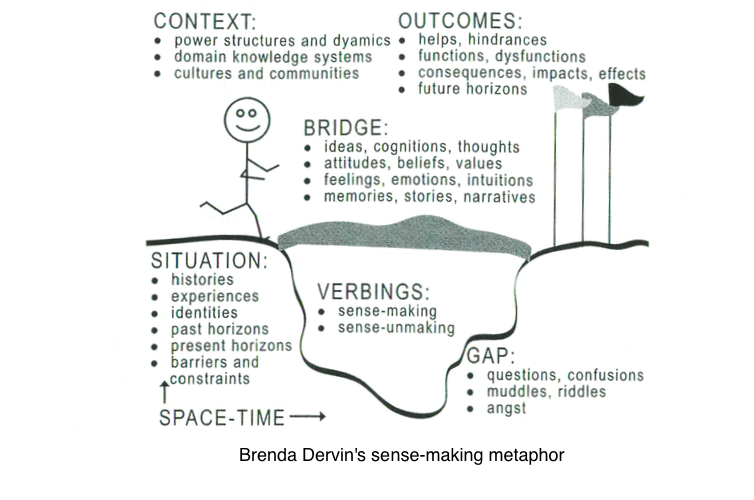 CONTEXT:
• power structures and dyamics
• domain knowledge systems
• cultures and communities
OUTCOMES:
• helps, hindrances
• functions, dysfunctions
• consequences, impacts, effects
• future horizons
BRIDGE:
• ideas, cognitions, thoughts
• attitudes, beliefs, values
• feelings, emotions, intuitions
• memories, stories, narratives
SITUATION:
• histories
• experiences
• identities
• past horizons
• present horizons
• barriers and
constraints
VERBINGS:
• sense-making
• sense-unmaking
GAP:
• questions, confusions
• muddles, riddles
• angst
SPACE-TIME
Brenda Dervin's sense-making metaphor